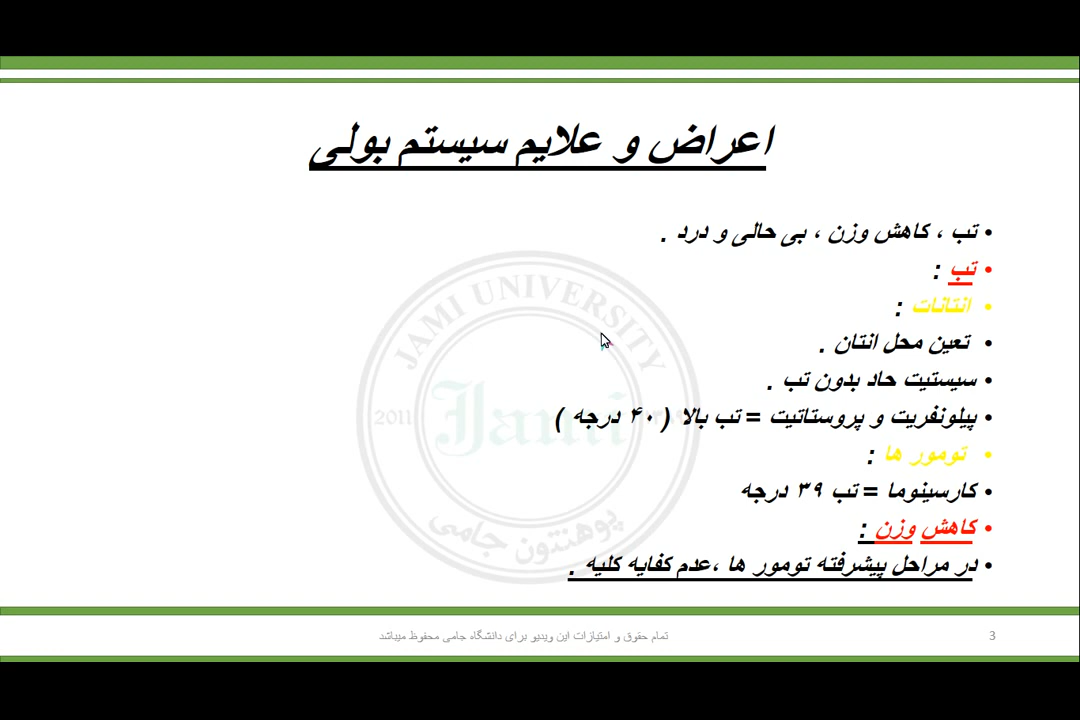 اعراض و علایم سیستم بولی
• تب ، کاهش وزن ، بی حالی و درد .
• تب :
• انتانات :
• تعین محل انتان .
• سیستیت حاد بدون تب .
• پیلونفریت و پروستاتیت = تب بالا ( ۴۰ درجه )
• تومور ها :
• کارسینوما = تب ۳۹ درجه
• کاهش وزن :
• در مراحل پیشرفته تومور ها ،عدم کفایه کلیه .
JAMI UNIVERSITY
2011
Jami
پوهنتون جامی
تمام حقوق و امتیازات این ویدیو برای دانشگاه جامی محفوظ میباشد
3